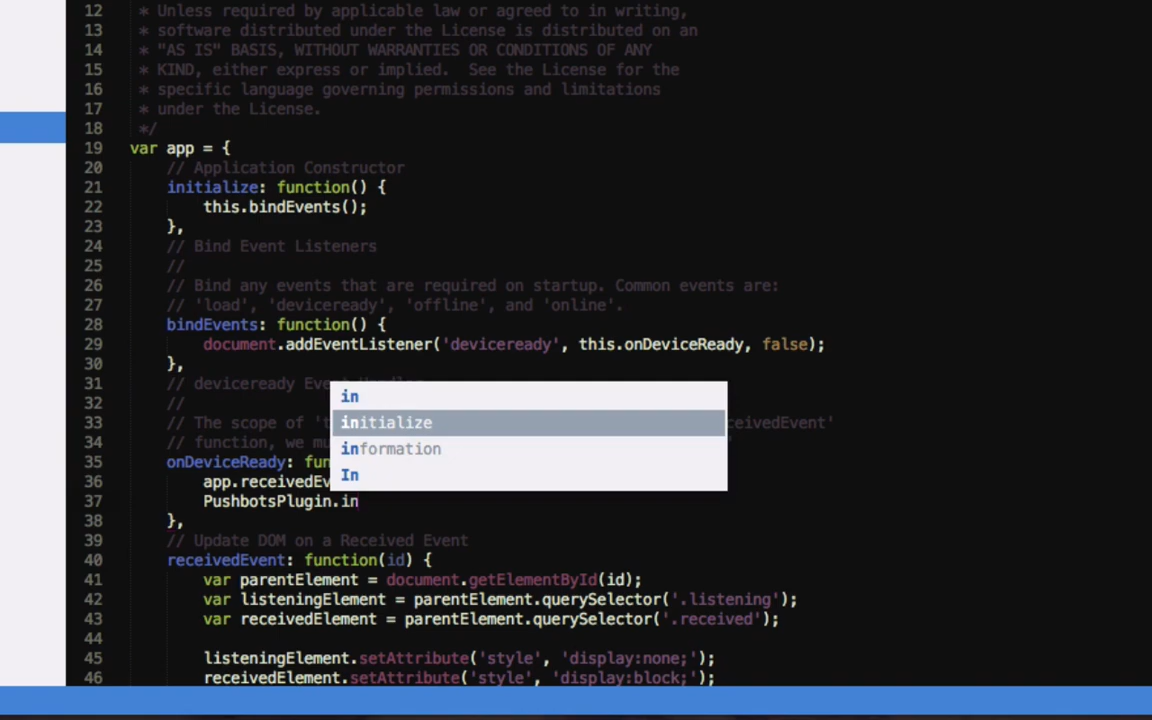 12 * Unless required by applicable law or agreed to in writing,
13 * software distributed under the License is distributed on an
14 * "AS IS" BASIS, WITHOUT WARRANTIES OR CONDITIONS OF ANY
15 * KIND, either express or implied.  See the License for the
16 * specific language governing permissions and limitations
17 * under the License.
18 */
19 var app = {
20 // Application Constructor
21 initialize: function() {
22 this.bindEvents();
23 },
24 // Bind Event Listeners
25 //
26 // Bind any events that are required on startup. Common events are:
27 // 'load', 'deviceready', 'offline', and 'online'.
28 bindEvents: function() {
29 document.addEventListener('deviceready', this.onDeviceReady, false);
30 },
31 // deviceready Eve
in
32 //
33 // The scope of 't
initialize
eceivedEvent'
34 // function, we mu
information
35 onDeviceReady: fun
In
36 app.receivedEv
37 PushbotsPlugin.in
38 },
39 // Update DOM on a Received Event
40 receivedEvent: function(id) {
41 var parentElement = document.getElementById(id);
42 var listeningElement = parentElement.querySelector('.listening');
43 var receivedElement = parentElement.querySelector('.received');
44
45 listeningElement.setAttribute('style', 'display:none;');
46 receivedElement.setAttribute('style', 'display:block;');